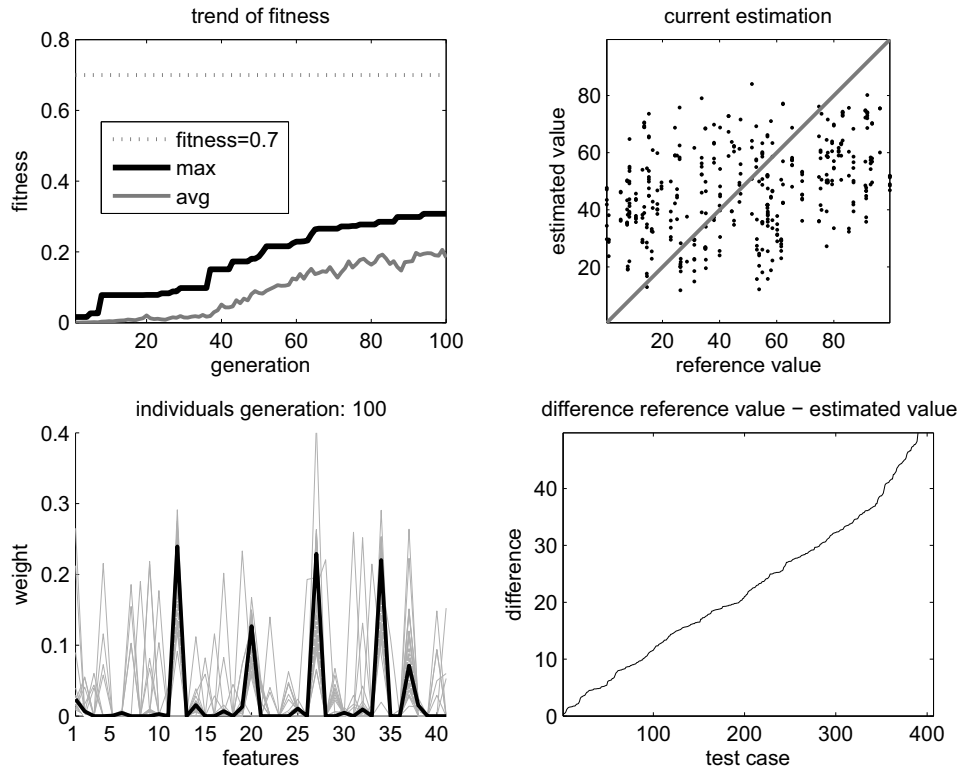 trend of fitness
0.8
0.6
0.4
0.2
0
fitness
fitness=0.7
max
avg
20 40 60 80 100
generation
current estimation
80
60
40
20
estimated value
20 40 60 80
reference value
individuals generation: 100
0.4
0.3
0.2
0.1
0
weight
1 5 10 15 20 25 30 35 40
features
difference reference value − estimated value
40
30
20
10
0
difference
100 200 300 400
test case